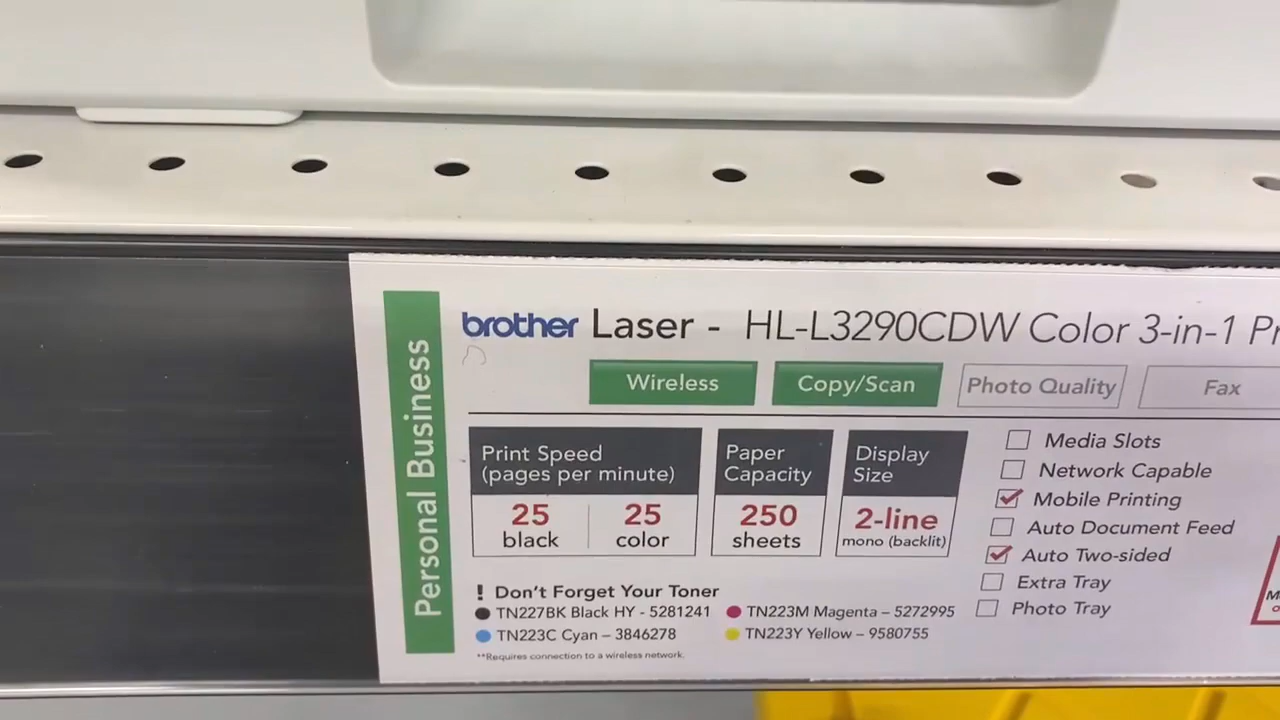 brother Laser - HL-L3290CDW Color 3-in-1
Personal Business
Wireless
Copy/Scan
Photo Quality
Fax
Print Speed
(pages per minute)
25
black
25
color
Paper
Capacity
250
sheets
Display
Size
2-line
mono (backlit)
Media Slots
Network Capable
Mobile Printing
Auto Document Feed
Auto Two-sided
Extra Tray
Photo Tray
! Don't Forget Your Toner
TN227BK Black HY - 5281241
TN223M Magenta – 5272995
TN223C Cyan – 3846278
TN223Y Yellow – 9580755
**Requires connection to a wireless network.